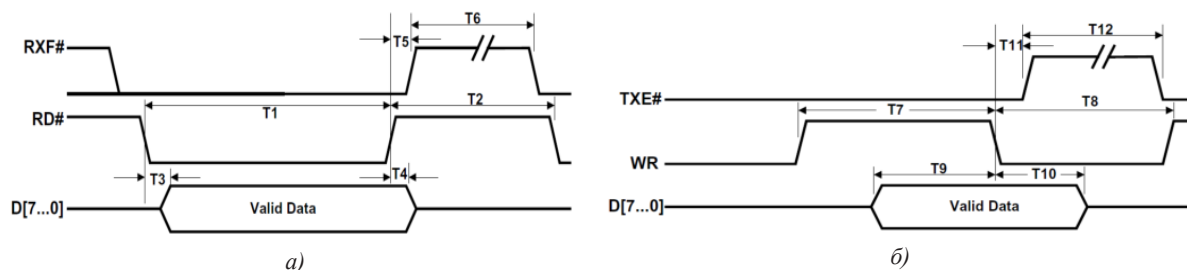 RXF#
T5
T6
T1
T2
RD#
T3
T4
D[7...0]
Valid Data
а)
T11
T12
TXE#
T7
T8
WR
T9
T10
D[7...0]
Valid Data
б)